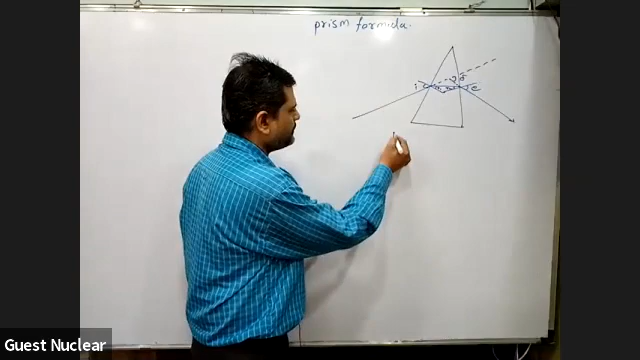 prism formula.
i
δ
e
Guest Nuclear